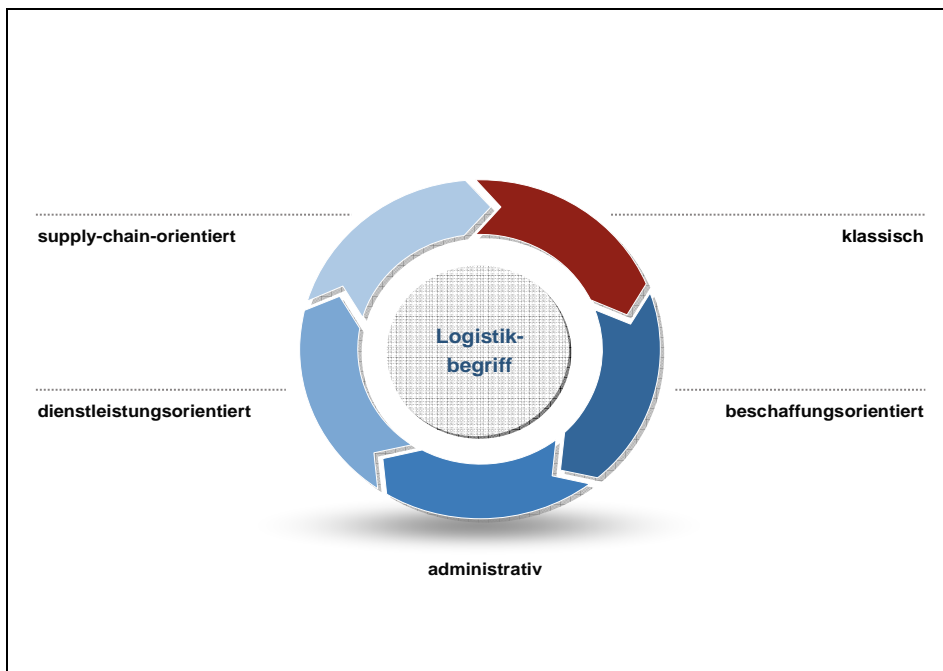 supply-chain-orientiert
klassisch
Logistik-
begriff
dienstleistungsorientiert
beschaffungsorientiert
administrativ